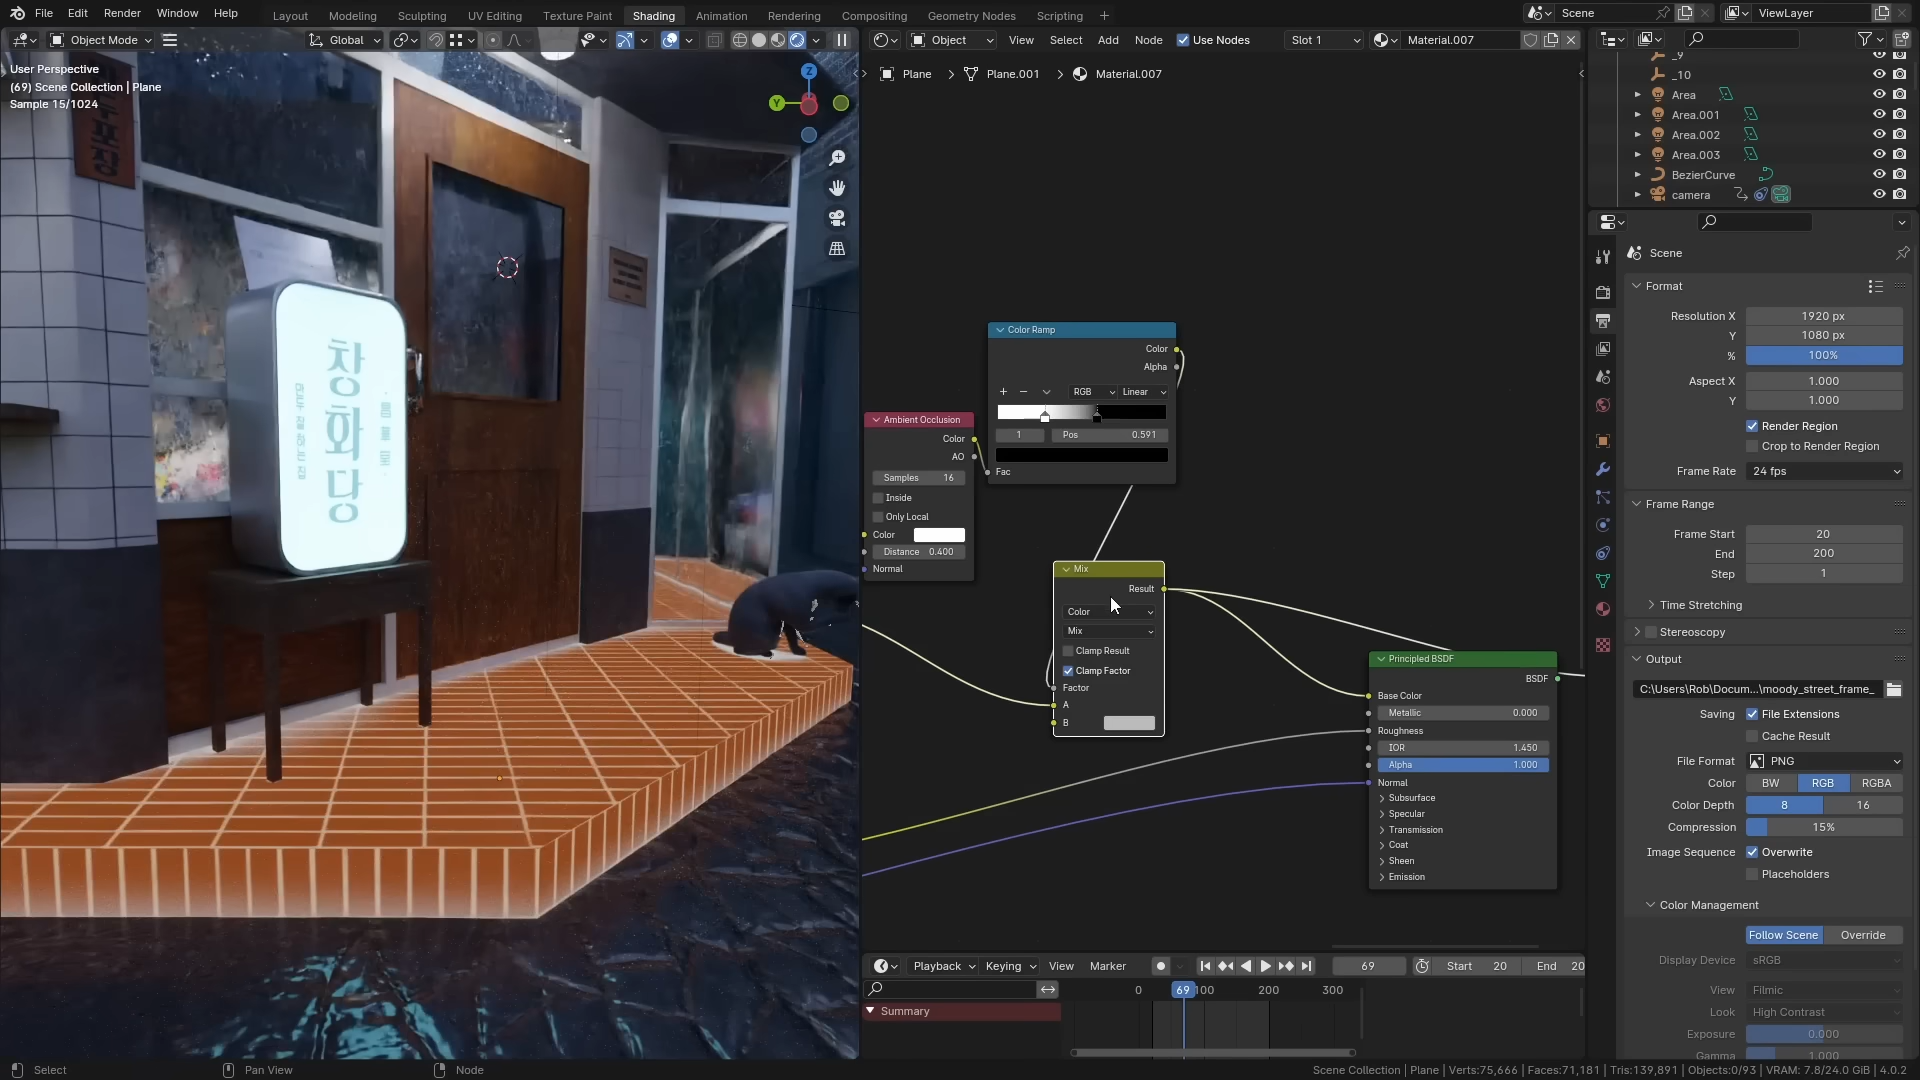 File Edit Render Window Help Layout Modeling Sculpting UV Editing Texture Paint Shading Animation Rendering Compositing Geometry Nodes Scripting + Scene ViewLayer
Object Mode Global Object View Select Add Node Use Nodes Slot 1 Material.007
User Perspective
(69) Scene Collection | Plane
Sample 15/1024
Z
Y
창화당
Plane > Plane.001 > Material.007
Color Ramp
Color
Alpha
RGB Linear
1 Pos 0.591
Fac
Ambient Occlusion
Color
AO
Samples 16
Inside
Only Local
Color
Distance 0.400
Normal
Mix
Result
Color
Mix
Clamp Result
Clamp Factor
Factor
A
B
Principled BSDF
BSDF
Base Color
Metallic 0.000
Roughness
IOR 1.450
Alpha 1.000
Normal
Subsurface
Specular
Transmission
Coat
Sheen
Emission
Playback Keying View Marker 69 Start 20 End 20
0 69 100 200 300
Summary
_9
_10
Area
Area.001
Area.002
Area.003
BezierCurve
camera
Scene
Format
Resolution X 1920 px
Y 1080 px
% 100%
Aspect X 1.000
Y 1.000
Render Region
Crop to Render Region
Frame Rate 24 fps
Frame Range
Frame Start 20
End 200
Step 1
Time Stretching
Stereoscopy
Output
C:\Users\Rob\Docum...\moody_street_frame_
Saving File Extensions
Cache Result
File Format PNG
Color BW RGB RGBA
Color Depth 8 16
Compression 15%
Image Sequence Overwrite
Placeholders
Color Management
Follow Scene Override
Display Device sRGB
View Filmic
Look High Contrast
Exposure 0.000
Gamma 1.000
Select Pan View Node Scene Collection | Plane | Verts:75,666 | Faces:71,181 | Tris:139,891 | Objects:0/93 | VRAM: 7.8/24.0 GiB | 4.0.2